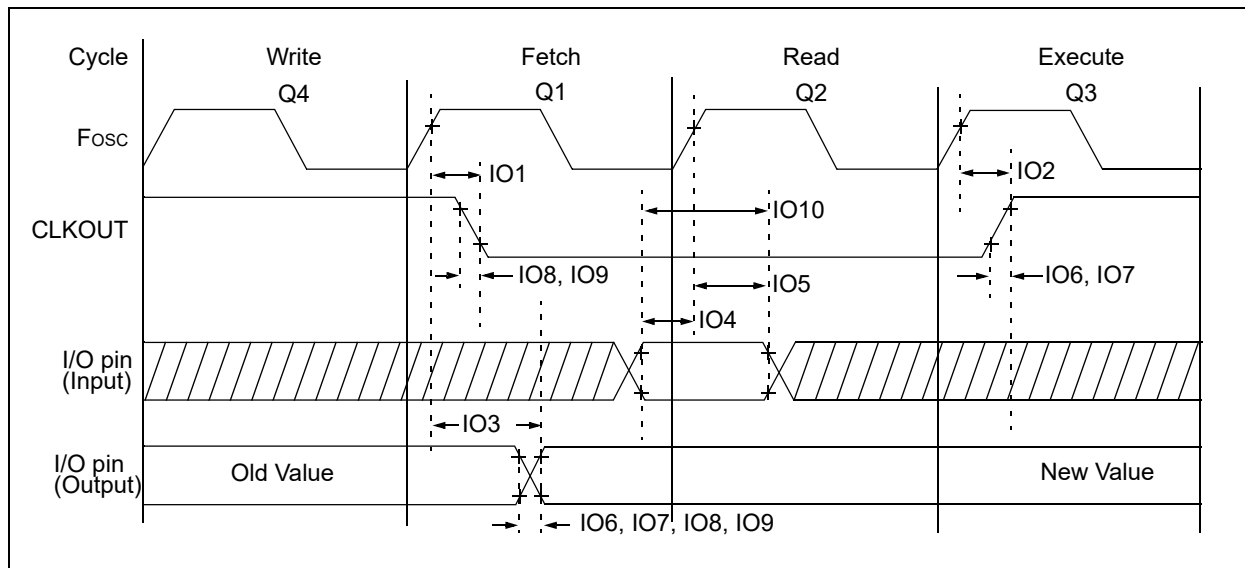 Cycle Write Fetch Read Execute
Q4 Q1 Q2 Q3
Fosc
IO1 IO2
CLKOUT
IO10
IO8, IO9 IO5 IO6, IO7
IO4
I/O pin
(Input)
IO3
I/O pin
(Output)
Old Value New Value
IO6, IO7, IO8, IO9